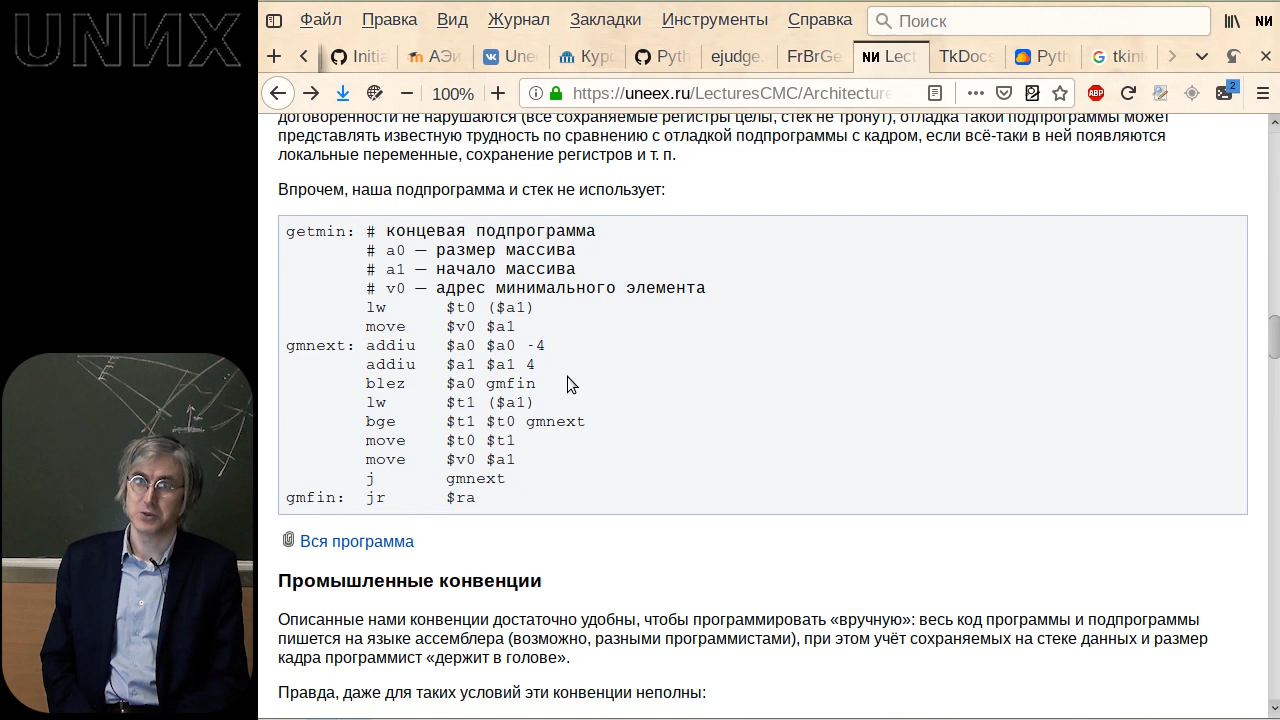 UNИX
Файл Правка Вид Журнал Закладки Инструменты Справка Поиск NИ
Initia АЭи Unee Курс Pyth ejudge. FrBrGe NИ Lect TkDocs Pyth tkint
100% https://uneex.ru/LecturesCMC/Architecture ABP 2
договоренности не нарушаются (все сохраняемые регистры целы, стек не тронут), отладка такой подпрограммы может
представлять известную трудность по сравнению с отладкой подпрограммы с кадром, если всё-таки в ней появляются
локальные переменные, сохранение регистров и т. п.
Впрочем, наша подпрограмма и стек не использует:
getmin: # концевая подпрограмма
# a0 — размер массива
# a1 — начало массива
# v0 — адрес минимального элемента
lw $t0 ($a1)
move $v0 $a1
gmnext: addiu $a0 $a0 -4
addiu $a1 $a1 4
blez $a0 gmfin
lw $t1 ($a1)
bge $t1 $t0 gmnext
move $t0 $t1
move $v0 $a1
j gmnext
gmfin: jr $ra
Вся программа
Промышленные конвенции
Описанные нами конвенции достаточно удобны, чтобы программировать «вручную»: весь код программы и подпрограммы
пишется на языке ассемблера (возможно, разными программистами), при этом учёт сохраняемых на стеке данных и размер
кадра программист «держит в голове».
Правда, даже для таких условий эти конвенции неполны: